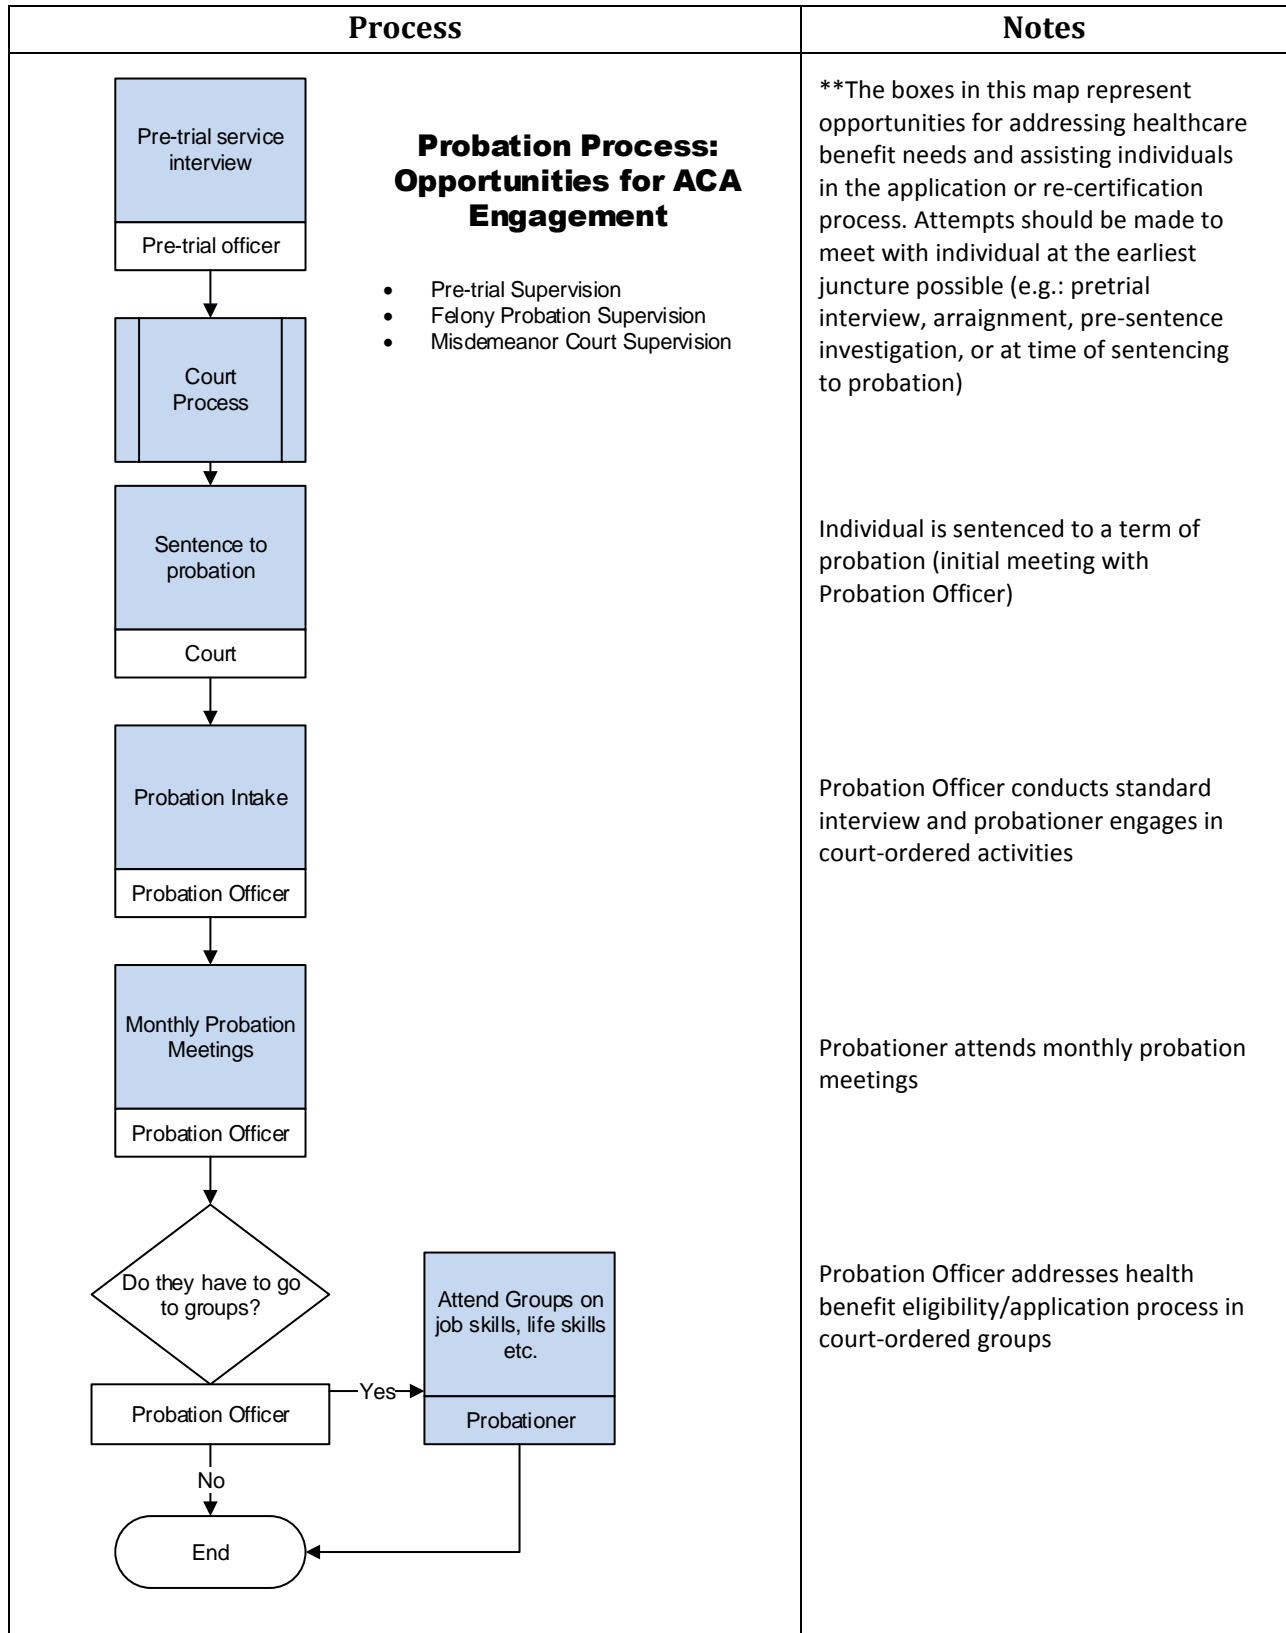 Process
Notes
Pre-trial service
interview
Pre-trial officer
Probation Process:
Opportunities for ACA
Engagement
• Pre-trial Supervision
• Felony Probation Supervision
• Misdemeanor Court Supervision
**The boxes in this map represent
opportunities for addressing healthcare
benefit needs and assisting individuals
in the application or re-certification
process. Attempts should be made to
meet with individual at the earliest
juncture possible (e.g.: pretrial
interview, arraignment, pre-sentence
investigation, or at time of sentencing
to probation)
Court
Process
Sentence to
probation
Court
Individual is sentenced to a term of
probation (initial meeting with
Probation Officer)
Probation Intake
Probation Officer
Probation Officer conducts standard
interview and probationer engages in
court-ordered activities
Monthly Probation
Meetings
Probation Officer
Probationer attends monthly probation
meetings
Do they have to go
to groups?
Probation Officer
Yes
Attend Groups on
job skills, life skills
etc.
Probationer
Probation Officer addresses health
benefit eligibility/application process in
court-ordered groups
No
End